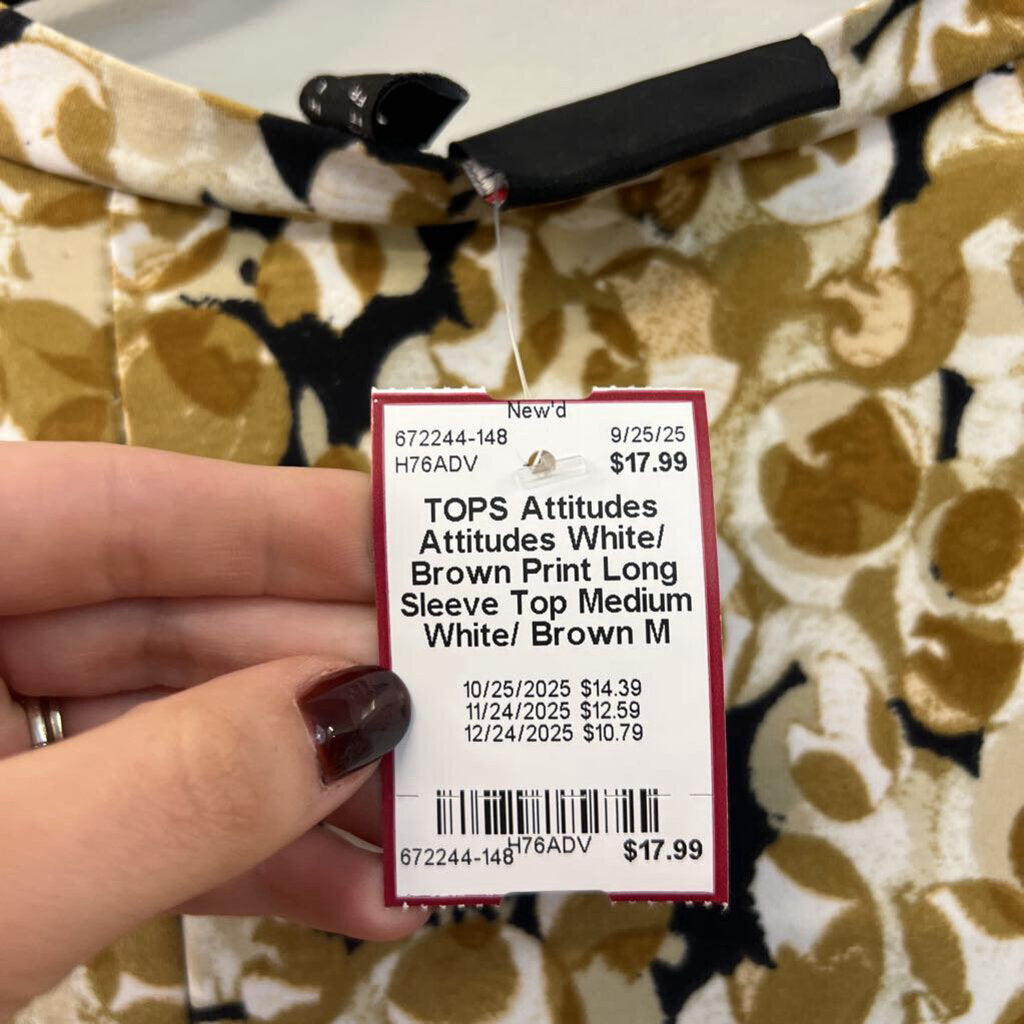 New'd
672244-148 9/25/25
H76ADV $17.99
TOPS Attitudes
Attitudes White/
Brown Print Long
Sleeve Top Medium
White/ Brown M
10/25/2025 $14.39
11/24/2025 $12.59
12/24/2025 $10.79
672244-148 H76ADV $17.99